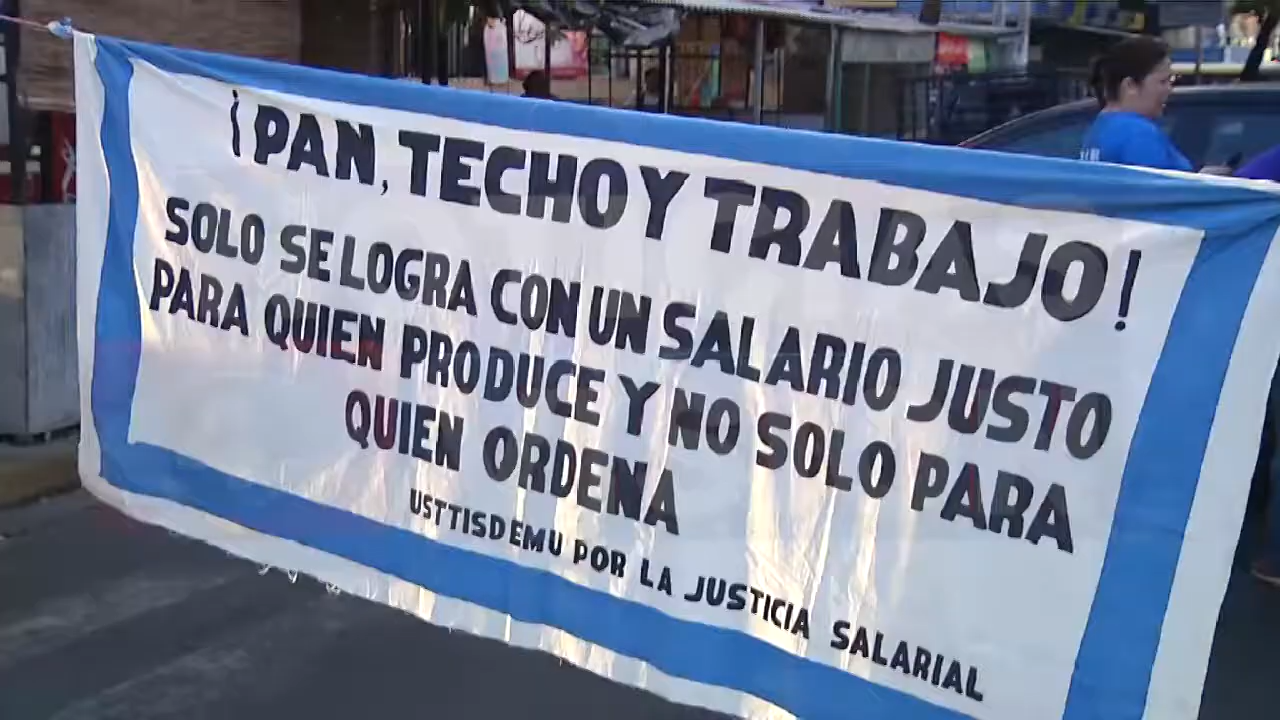 ¡PAN, TECHO Y TRABAJO!
SOLO SE LOGRA CON UN SALARIO JUSTO
PARA QUIEN PRODUCE Y NO SOLO PARA
QUIEN ORDENA
USTTISDEMU POR LA JUSTICIA SALARIAL